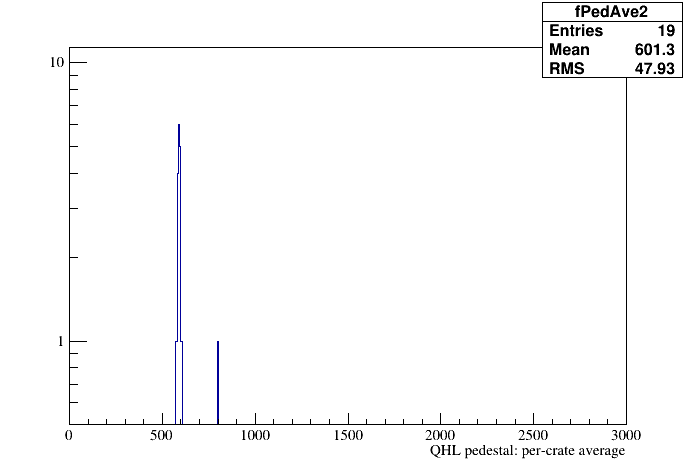 fPedAve2
Entries 19
Mean 601.3
RMS 47.93
10
1
0 500 1000 1500 2000 2500 3000
QHL pedestal: per-crate average